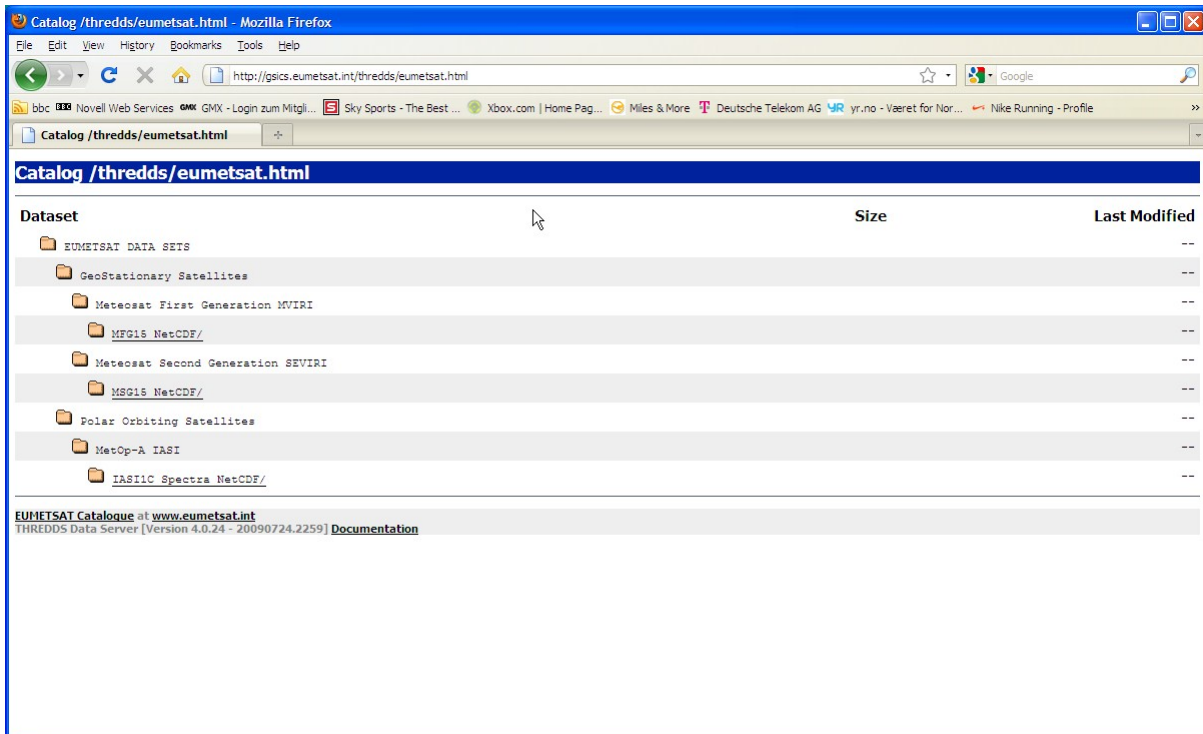 Catalog /thredds/eumetsat.html - Mozilla Firefox
File Edit View History Bookmarks Tools Help
http://gsics.eumetsat.int/thredds/eumetsat.html Google
bbc BBC Novell Web Services GMX GMX - Login zum Mitgli... Sky Sports - The Best ... Xbox.com | Home Pag... Miles & More T Deutsche Telekom AG YR yr.no - Været for Nor... Nike Running - Profile »
Catalog /thredds/eumetsat.html
Catalog /thredds/eumetsat.html
Dataset Size Last Modified
EUMETSAT DATA SETS --
GeoStationary Satellites --
Meteosat First Generation MVIRI --
MFG15 NetCDF/ --
Meteosat Second Generation SEVIRI --
MSG15 NetCDF/ --
Polar Orbiting Satellites --
MetOp-A IASI --
IASI1C Spectra NetCDF/ --
EUMETSAT Catalogue at www.eumetsat.int
THREDDS Data Server [Version 4.0.24 - 20090724.2259] Documentation